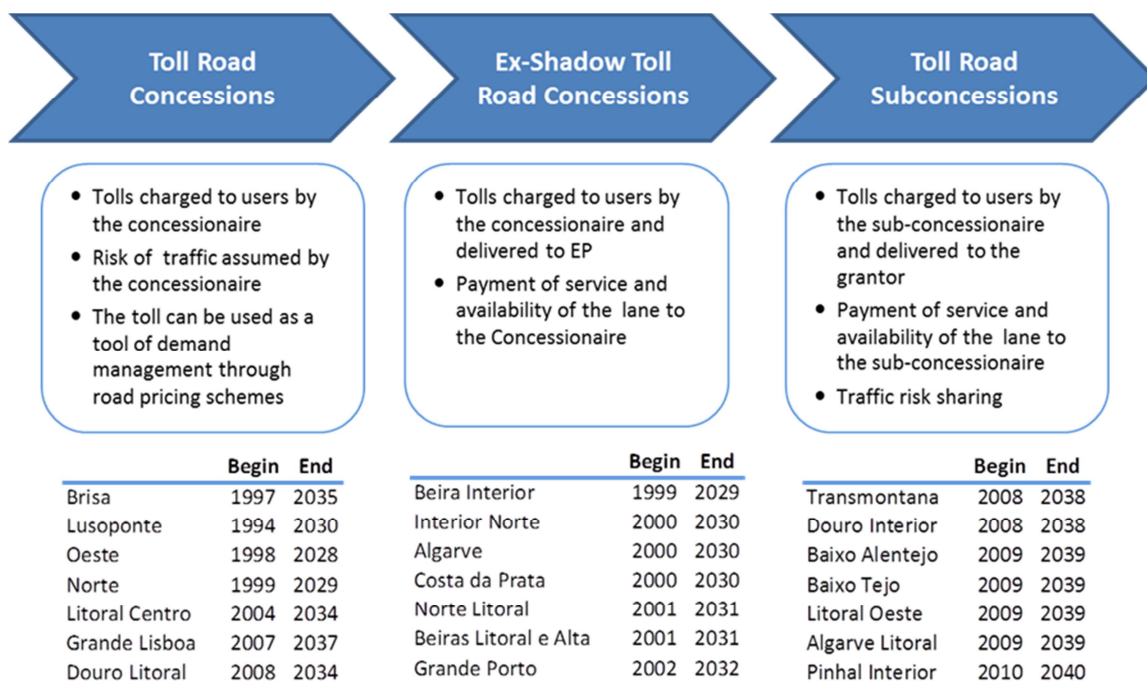 Toll Road
Concessions
Ex-Shadow Toll
Road Concessions
Toll Road
Subconcessions
• Tolls charged to users by
the concessionaire
• Risk of traffic assumed by
the concessionaire
• The toll can be used as a
tool of demand
management through
road pricing schemes
• Tolls charged to users by
the concessionaire and
delivered to EP
• Payment of service and
availability of the lane to
the Concessionaire
• Tolls charged to users by
the sub-concessionaire
and delivered to the
grantor
• Payment of service and
availability of the lane to
the sub-concessionaire
• Traffic risk sharing
Begin End
Brisa 1997 2035
Lusoponte 1994 2030
Oeste 1998 2028
Norte 1999 2029
Litoral Centro 2004 2034
Grande Lisboa 2007 2037
Douro Litoral 2008 2034
Begin End
Beira Interior 1999 2029
Interior Norte 2000 2030
Algarve 2000 2030
Costa da Prata 2000 2030
Norte Litoral 2001 2031
Beiras Litoral e Alta 2001 2031
Grande Porto 2002 2032
Begin End
Transmontana 2008 2038
Douro Interior 2008 2038
Baixo Alentejo 2009 2039
Baixo Tejo 2009 2039
Litoral Oeste 2009 2039
Algarve Litoral 2009 2039
Pinhal Interior 2010 2040